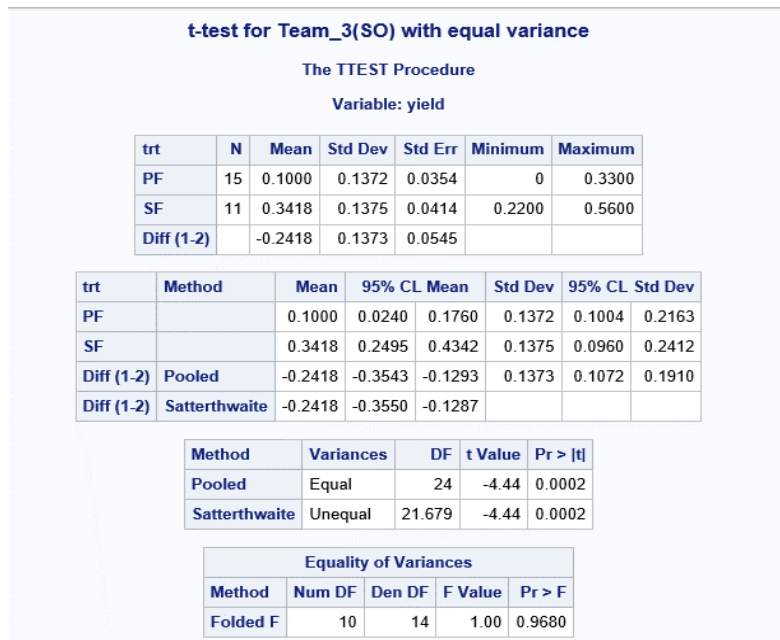 t-test for Team_3(SO) with equal variance
The TTEST Procedure
Variable: yield
trt N Mean Std Dev Std Err Minimum Maximum
PF 15 0.1000 0.1372 0.0354 0 0.3300
SF 11 0.3418 0.1375 0.0414 0.2200 0.5600
Diff (1-2) -0.2418 0.1373 0.0545
trt Method Mean 95% CL Mean Std Dev 95% CL Std Dev
PF 0.1000 0.0240 0.1760 0.1372 0.1004 0.2163
SF 0.3418 0.2495 0.4342 0.1375 0.0960 0.2412
Diff (1-2) Pooled -0.2418 -0.3543 -0.1293 0.1373 0.1072 0.1910
Diff (1-2) Satterthwaite -0.2418 -0.3550 -0.1287
Method Variances DF t Value Pr > |t|
Pooled Equal 24 -4.44 0.0002
Satterthwaite Unequal 21.679 -4.44 0.0002
Equality of Variances
Method Num DF Den DF F Value Pr > F
Folded F 10 14 1.00 0.9680